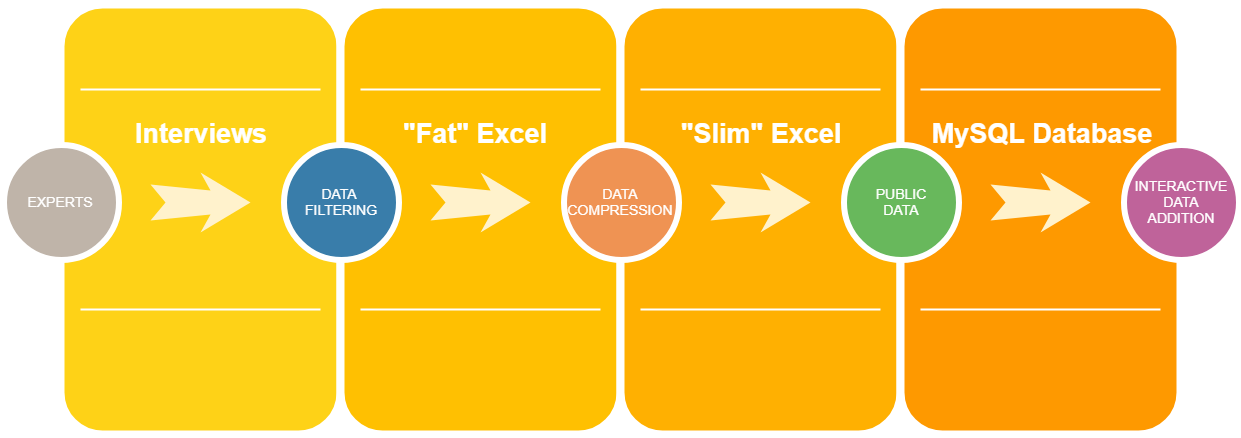 Interviews
"Fat" Excel
"Slim" Excel
MySQL Database
EXPERTS
DATA
FILTERING
DATA
COMPRESSION
PUBLIC
DATA
INTERACTIVE
DATA
ADDITION